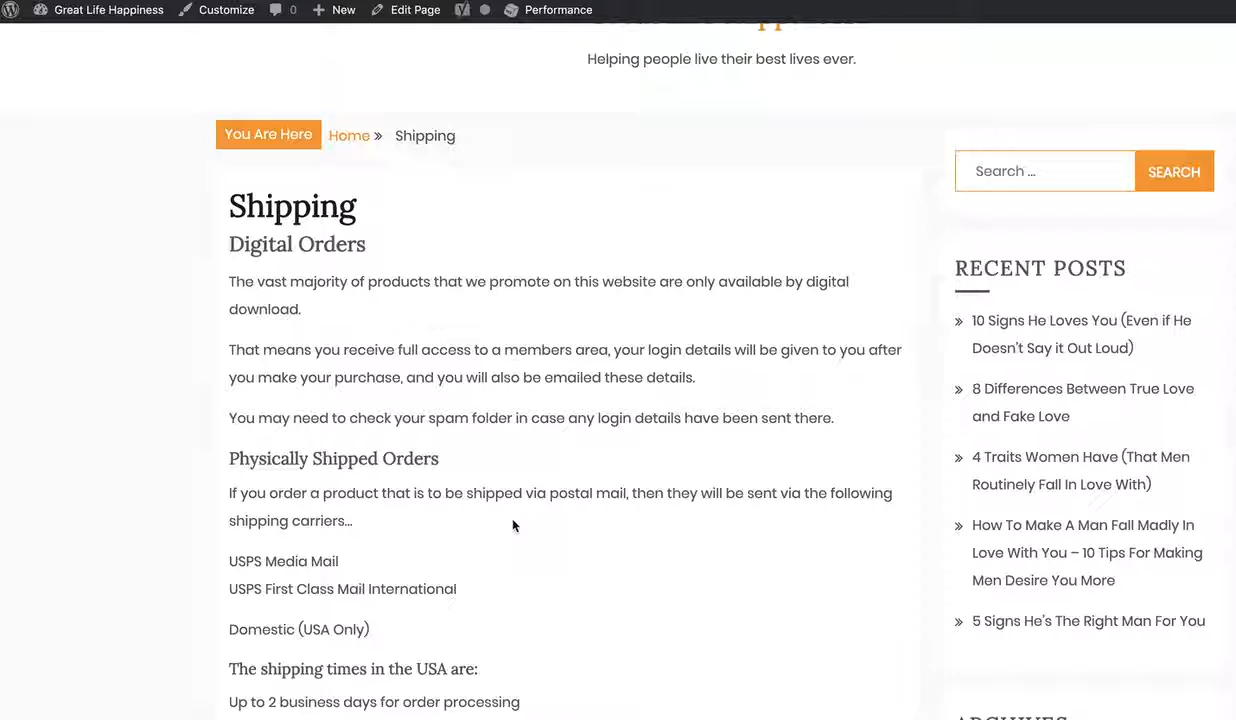 Great Life Happiness Customize 0 New Edit Page Performance
Helping people live their best lives ever.
You Are Here Home » Shipping
Shipping
Digital Orders
The vast majority of products that we promote on this website are only available by digital
download.
That means you receive full access to a members area, your login details will be given to you after
you make your purchase, and you will also be emailed these details.
You may need to check your spam folder in case any login details have been sent there.
Physically Shipped Orders
If you order a product that is to be shipped via postal mail, then they will be sent via the following
shipping carriers...
USPS Media Mail
USPS First Class Mail International
Domestic (USA Only)
The shipping times in the USA are:
Up to 2 business days for order processing
Search ... SEARCH
RECENT POSTS
» 10 Signs He Loves You (Even if He
Doesn't Say it Out Loud)
» 8 Differences Between True Love
and Fake Love
» 4 Traits Women Have (That Men
Routinely Fall In Love With)
» How To Make A Man Fall Madly In
Love With You – 10 Tips For Making
Men Desire You More
» 5 Signs He's The Right Man For You
ARCHIVES